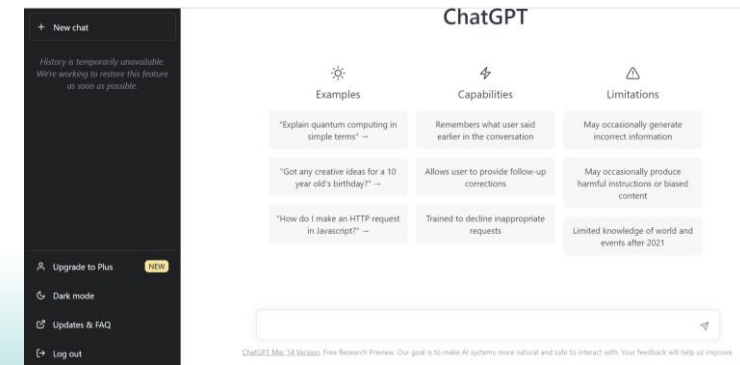 + New chat
History is temporarily unavailable.
We're working to restore this feature
as soon as possible.
Upgrade to Plus NEW
Dark mode
Updates & FAQ
Log out
ChatGPT
Examples
"Explain quantum computing in
simple terms" →
"Got any creative ideas for a 10
year old's birthday?" →
"How do I make an HTTP request
in Javascript?" →
Capabilities
Remembers what user said
earlier in the conversation
Allows user to provide follow-up
corrections
Trained to decline inappropriate
requests
Limitations
May occasionally generate
incorrect information
May occasionally produce
harmful instructions or biased
content
Limited knowledge of world and
events after 2021
ChatGPT Mar 14 Version. Free Research Preview. Our goal is to make AI systems more natural and safe to interact with. Your feedback will help us improve.